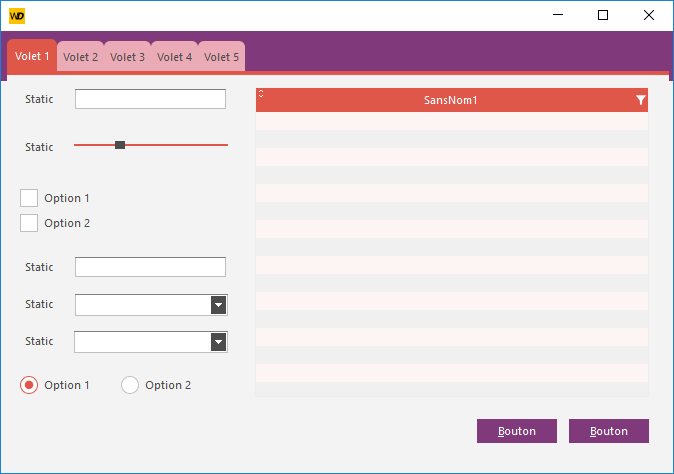 WD
Volet 1 Volet 2 Volet 3 Volet 4 Volet 5
Static
SansNom1
Static
Option 1
Option 2
Static
Static
Static
Option 1 Option 2
Bouton Bouton